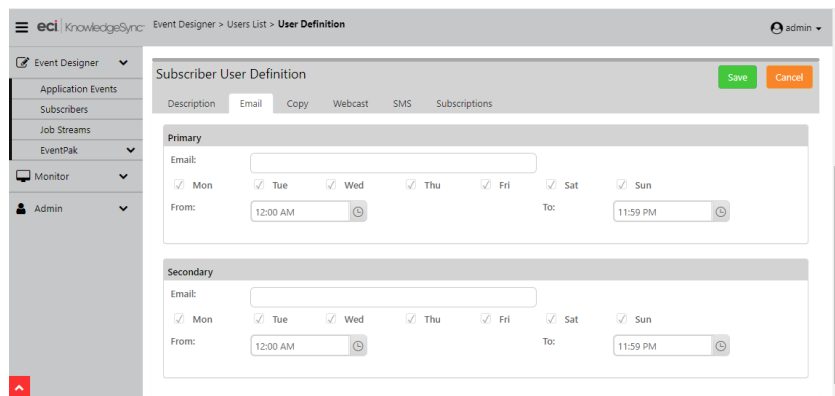 eci KnowledgeSync
Event Designer > Users List > User Definition
admin
Event Designer
Application Events
Subscribers
Job Streams
EventPak
Monitor
Admin
Subscriber User Definition
Save Cancel
Description Email Copy Webcast SMS Subscriptions
Primary
Email:
Mon Tue Wed Thu Fri Sat Sun
From: 12:00 AM To: 11:59 PM
Secondary
Email:
Mon Tue Wed Thu Fri Sat Sun
From: 12:00 AM To: 11:59 PM